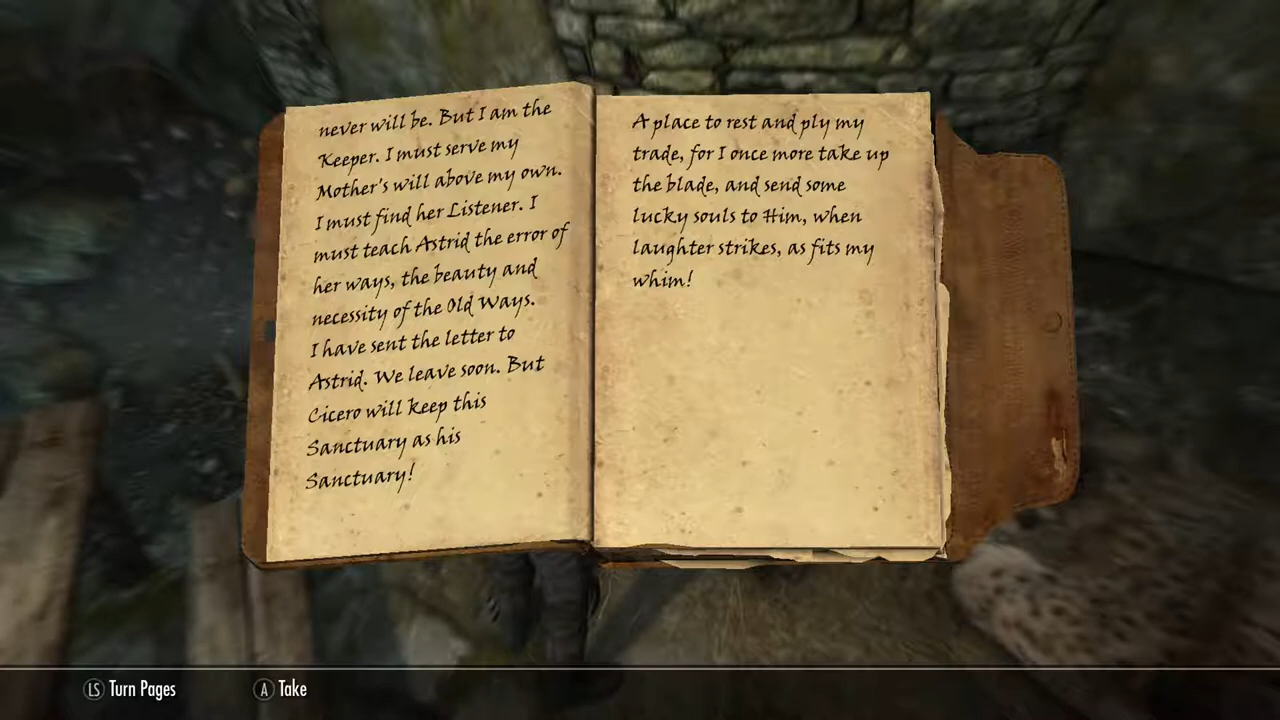 never will be. But I am the
Keeper. I must serve my
Mother's will above my own.
I must find her Listener. I
must teach Astrid the error of
her ways, the beauty and
necessity of the Old Ways.
I have sent the letter to
Astrid. We leave soon. But
Cicero will keep this
Sanctuary as his
Sanctuary!
A place to rest and ply my
trade, for I once more take up
the blade, and send some
lucky souls to Him, when
laughter strikes, as fits my
whim!
LS Turn Pages
A Take